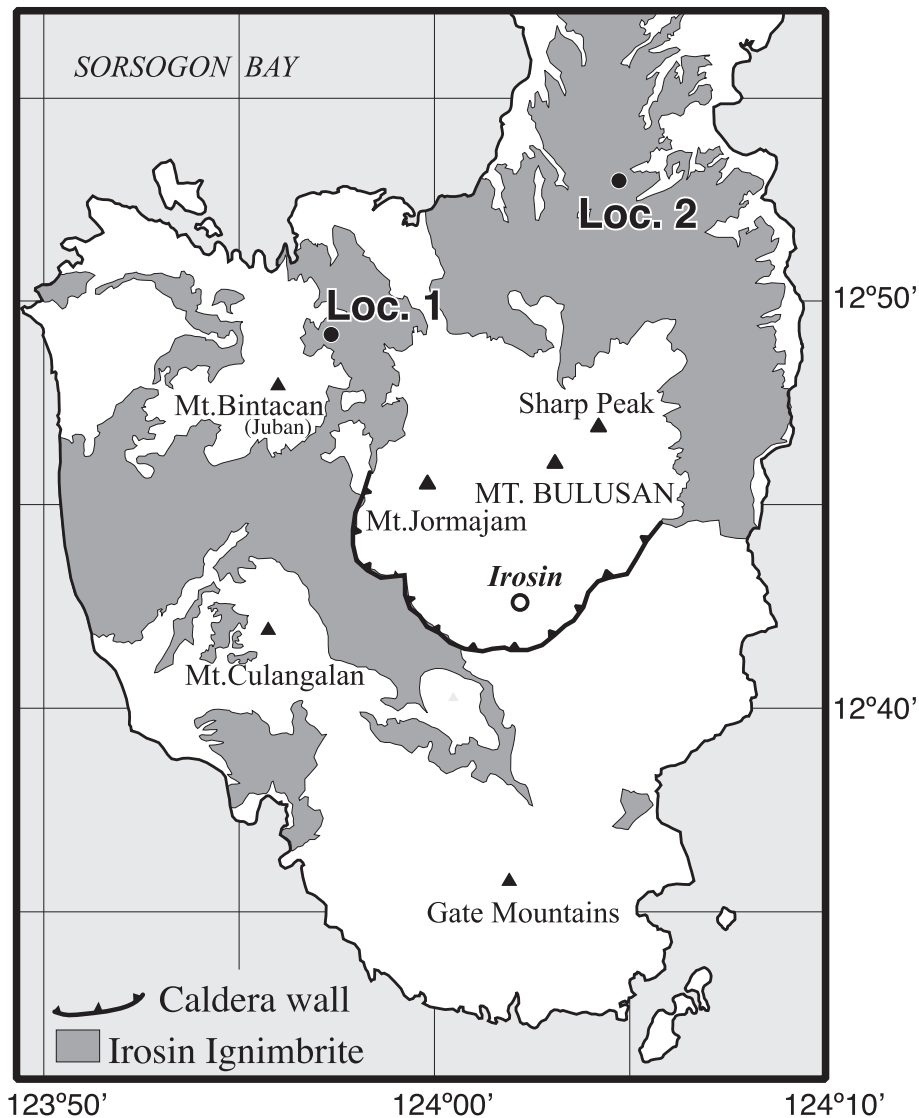 SORSOGON BAY
Loc. 2
12°50'
Loc. 1
Mt.Bintacan
(Juban)
Sharp Peak
MT. BULUSAN
Mt.Jormajam
Irosin
Mt.Culangalan
12°40'
Gate Mountains
Caldera wall
Irosin Ignimbrite
123°50'
124°00'
124°10'